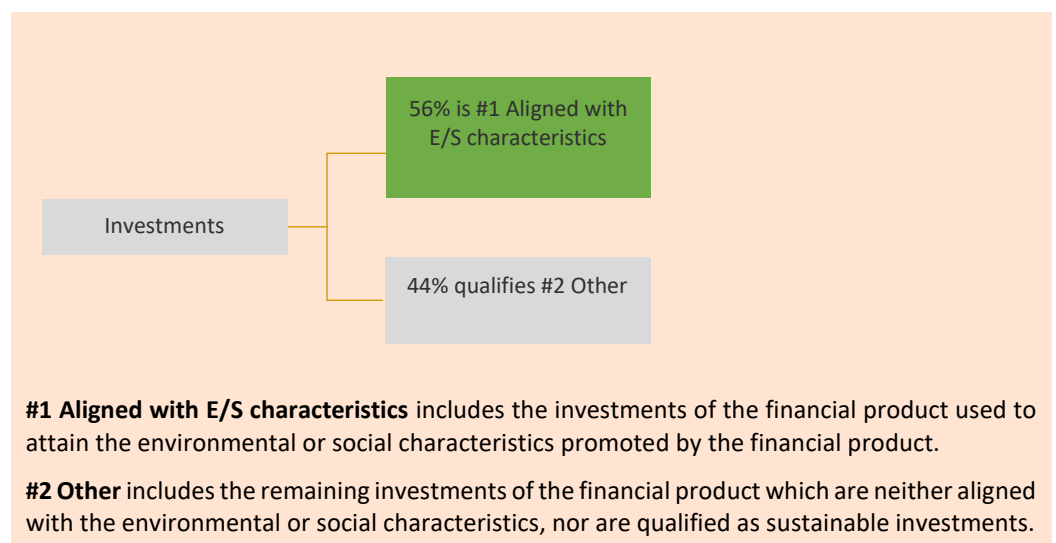 56% is #1 Aligned with
E/S characteristics
Investments
44% qualifies #2 Other
#1 Aligned with E/S characteristics includes the investments of the financial product used to
attain the environmental or social characteristics promoted by the financial product.
#2 Other includes the remaining investments of the financial product which are neither aligned
with the environmental or social characteristics, nor are qualified as sustainable investments.